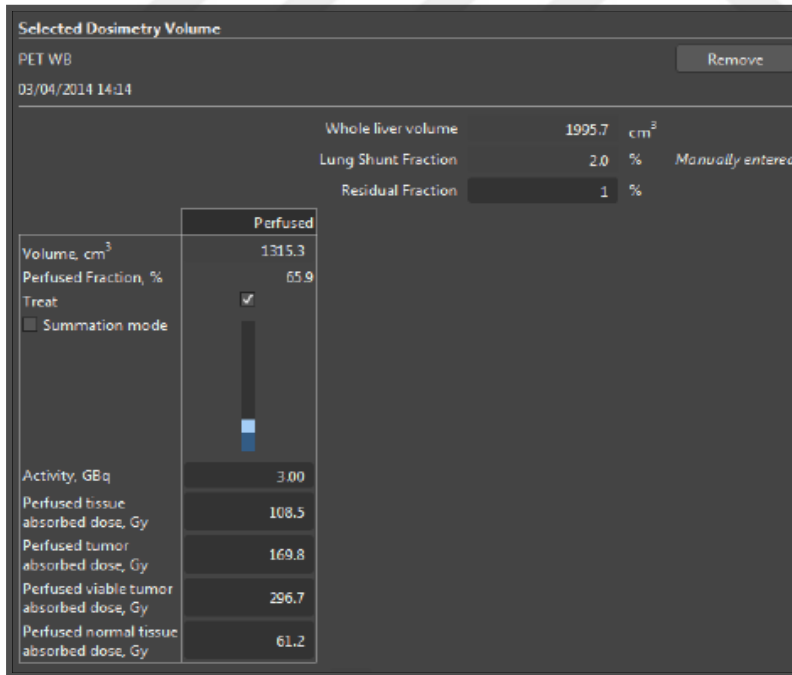 Selected Dosimetry Volume
PET WB
Remove
03/04/2014 14:14
Whole liver volume 1995.7 cm³
Lung Shunt Fraction 2.0 % Manually entered
Residual Fraction 1 %
Perfused
Volume, cm³ 1315.3
Perfused Fraction, % 65.9
Treat
Summation mode
Activity, GBq 3.00
Perfused tissue
absorbed dose, Gy 108.5
Perfused tumor
absorbed dose, Gy 169.8
Perfused viable tumor
absorbed dose, Gy 296.7
Perfused normal tissue
absorbed dose, Gy 61.2